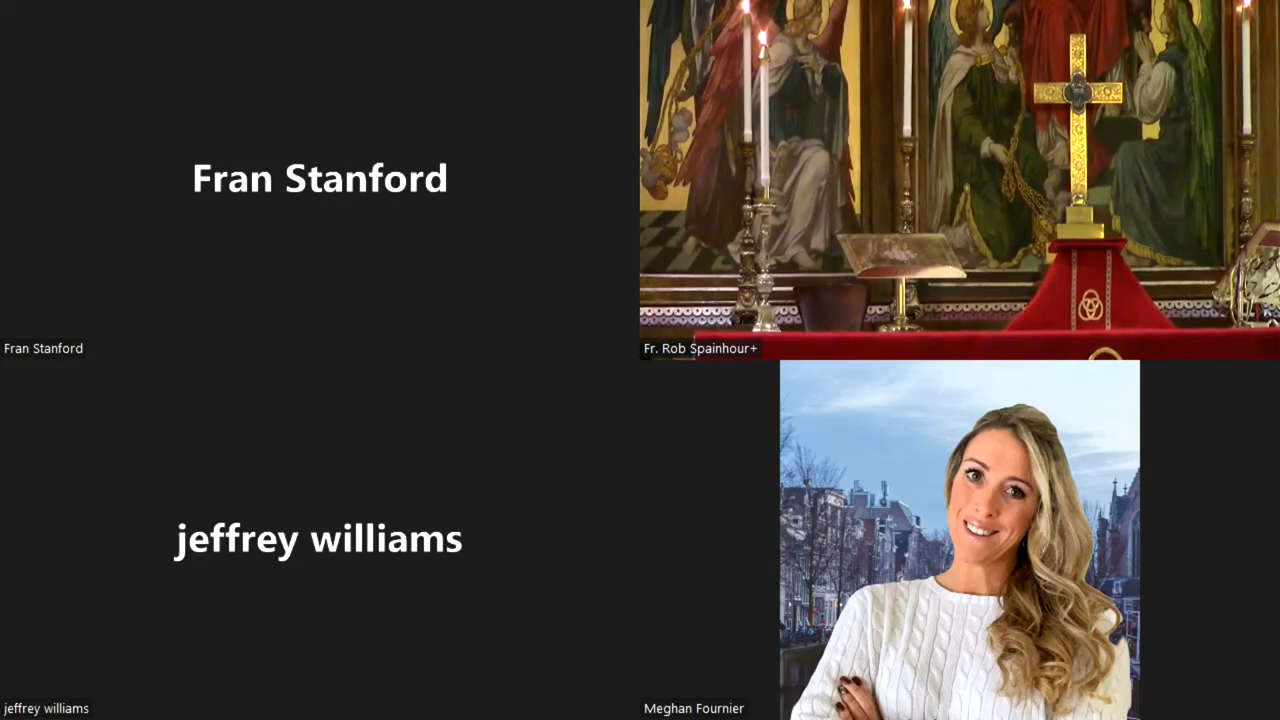 Fran Stanford
Fran Stanford
Fr. Rob Spainhour+
jeffrey williams
jeffrey williams
Meghan Fournier